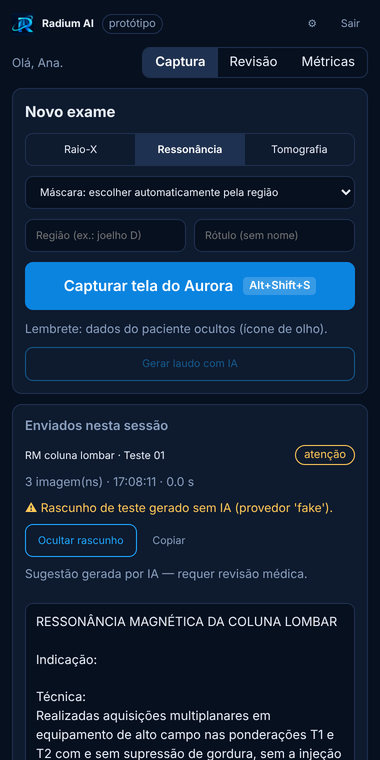 Radium AI protótipo ⚙ Sair
Olá, Ana. Captura Revisão Métricas
Novo exame
Raio-X Ressonância Tomografia
Máscara: escolher automaticamente pela região
Região (ex.: joelho D) Rótulo (sem nome)
Capturar tela do Aurora Alt+Shift+S
Lembrete: dados do paciente ocultos (ícone de olho).
Gerar laudo com IA
Enviados nesta sessão
RM coluna lombar · Teste 01 atenção
3 imagem(ns) · 17:08:11 · 0.0 s
⚠ Rascunho de teste gerado sem IA (provedor 'fake').
Ocultar rascunho Copiar
Sugestão gerada por IA — requer revisão médica.
RESSONÂNCIA MAGNÉTICA DA COLUNA LOMBAR
Indicação:
Técnica:
Realizadas aquisições multiplanares em
equipamento de alto campo nas ponderações T1 e
T2 com e sem supressão de gordura, sem a injeção